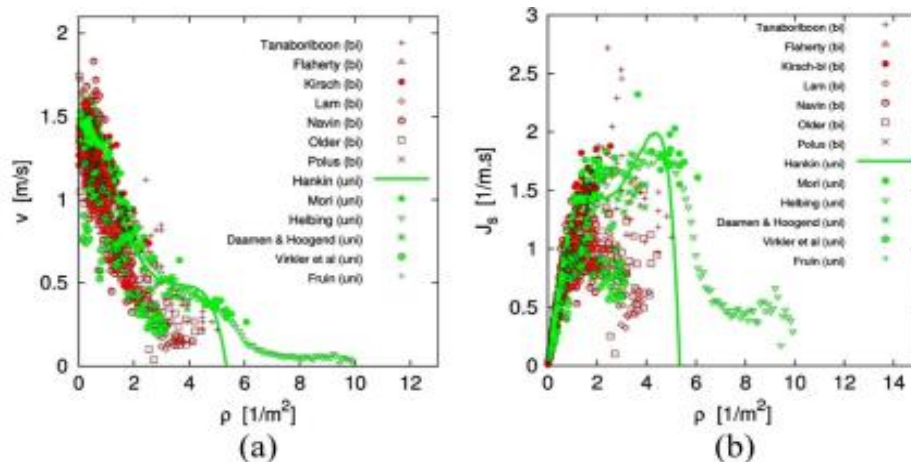 2
1.5
1
0.5
0
0 2 4 6 8 10 12
v [m/s]
ρ [1/m²]
Tanaboriboon (bi)
Flaherty (bi)
Kirsch (bi)
Lam (bi)
Navin (bi)
Older (bi)
Polus (bi)
Hankin (uni)
Mori (uni)
Helbing (uni)
Daamen & Hoogend (uni)
Virkler et al (uni)
Fruin (uni)
(a)
3
2.5
2
1.5
1
0.5
0
0 2 4 6 8 10 12 14
Js [1/m.s]
ρ [1/m²]
Tanaboriboon (bi)
Flaherty (bi)
Kirsch-bi (bi)
Lam (bi)
Navin (bi)
Older (bi)
Polus (bi)
Hankin (uni)
Mori (uni)
Helbing (uni)
Daamen & Hoogend (uni)
Virkler et al (uni)
Fruin (uni)
(b)